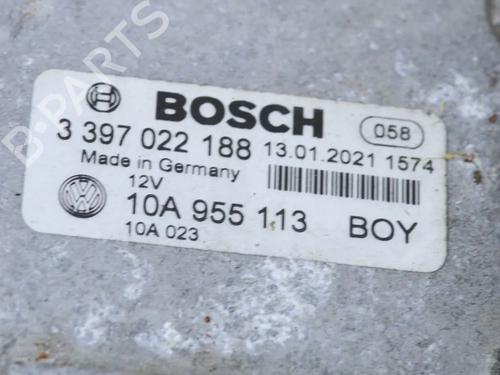 B-PARTS
BOSCH 058
3 397 022 188 13.01.2021 1574
Made in Germany
12V
10A 955 113 BOY
10A 023